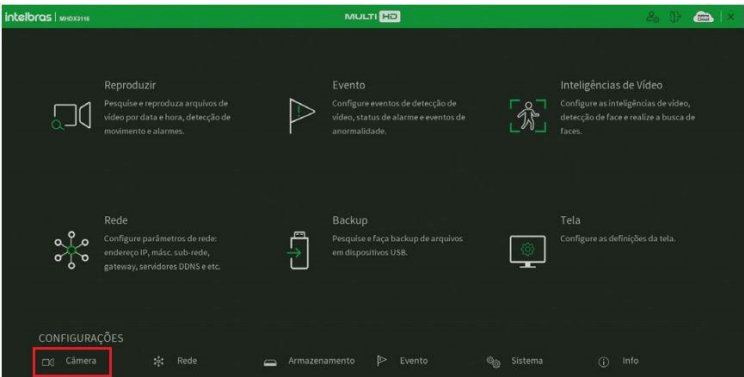 intelbras | MHDX3116
MULTI HD
Reproduzir
Pesquise e reproduza arquivos de
vídeo por data e hora, detecção de
movimento e alarmes.
Evento
Configure eventos de detecção de
vídeo, status de alarme e eventos de
anormalidade.
Inteligências de Vídeo
Configure as inteligências de vídeo,
detecção de face e realize a busca de
faces.
Rede
Configure parâmetros de rede:
endereço IP, másc. sub-rede,
gateway, servidores DDNS e etc.
Backup
Pesquise e faça backup de arquivos
em dispositivos USB.
Tela
Configure as definições da tela.
CONFIGURAÇÕES
Câmera Rede Armazenamento Evento Sistema Info